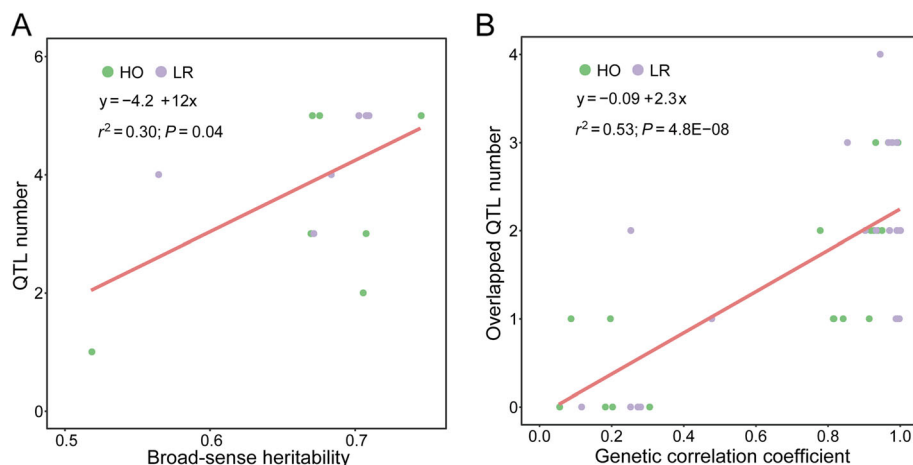 A
HO LR
y = −4.2 +12x
r² = 0.30; P = 0.04
QTL number
6
4
2
0
0.5 0.6 0.7
Broad-sense heritability
B
HO LR
y = −0.09 +2.3x
r² = 0.53; P = 4.8E−08
Overlapped QTL number
4
3
2
1
0
0.0 0.2 0.4 0.6 0.8 1.0
Genetic correlation coefficient